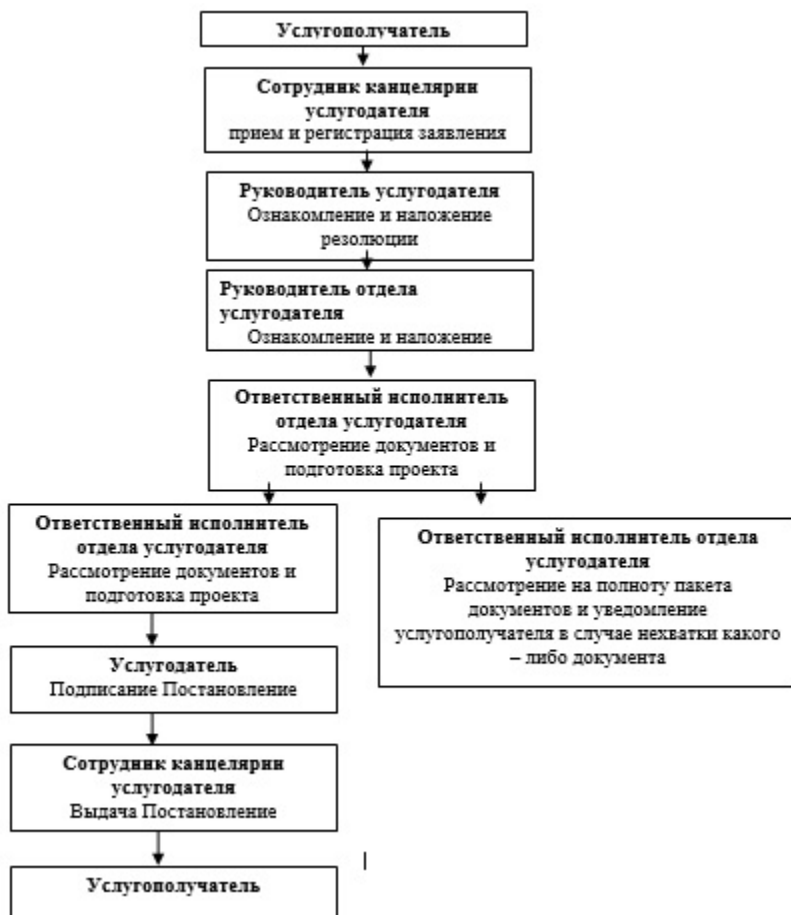 Услугополучатель
Сотрудник канцелярии
услугодателя
прием и регистрация заявления
Руководитель услугодателя
Ознакомление и наложение
резолюции
Руководитель отдела
услугодателя
Ознакомление и наложение
Ответственный исполнитель
отдела услугодателя
Рассмотрение документов и
подготовка проекта
Ответственный исполнитель
отдела услугодателя
Рассмотрение документов и
подготовка проекта
Ответственный исполнитель отдела
услугодателя
Рассмотрение на полноту пакета
документов и уведомление
услугополучателя в случае нехватки какого
– либо документа
Услугодатель
Подписание Постановление
Сотрудник канцелярии
услугодателя
Выдача Постановление
Услугополучатель